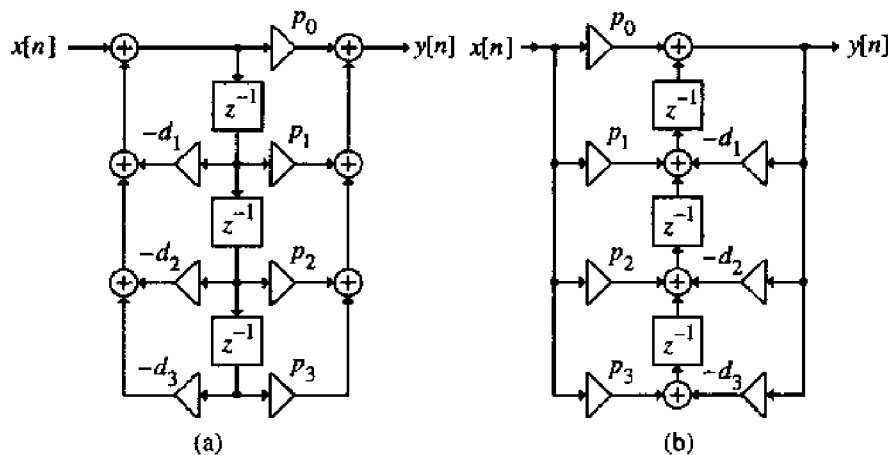 x[n] p₀ y[n] x[n] p₀ y[n]
z⁻¹ z⁻¹
-d₁ p₁ p₁ -d₁
z⁻¹ z⁻¹
-d₂ p₂ p₂ -d₂
z⁻¹ z⁻¹
-d₃ p₃ p₃ -d₃
(a) (b)